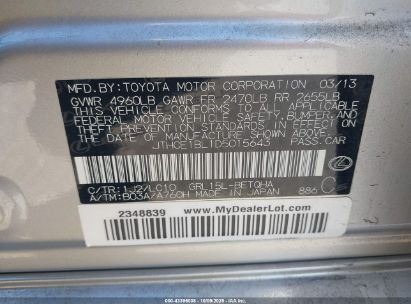 MFD.BY:TOYOTA MOTOR CORPORATION 03/13
GVWR 4960LB GAWR FR 2470LB RR 2455LB
THIS VEHICLE CONFORMS TO ALL APPLICABLE
FEDERAL MOTOR VEHICLE SAFETY, BUMPER, AND
THEFT PREVENTION STANDARDS IN EFFECT ON
THE DATE OF MANUFACTURE SHOWN ABOVE.
JTHCE1BL1D5015643 PASS.CAR
C/TR:1J2/LC10 GRL15L-BETQHA
A/TM:B03A/A760H MADE IN JAPAN 886
2348839
MyDealerLot.com